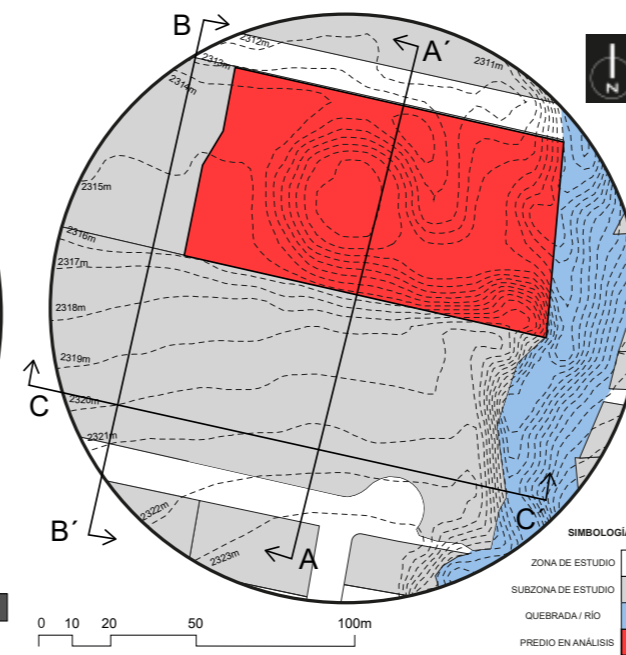 B
A´
2312m
2311m
2313m
2314m
N
2315m
2316m
2317m
2318m
2319m
C
2320m
2321m
C´
2322m
B´
A
2323m
SIMBOLOGÍA
ZONA DE ESTUDIO
SUBZONA DE ESTUDIO
QUEBRADA / RÍO
PREDIO EN ANÁLISIS
0 10 20 50 100m